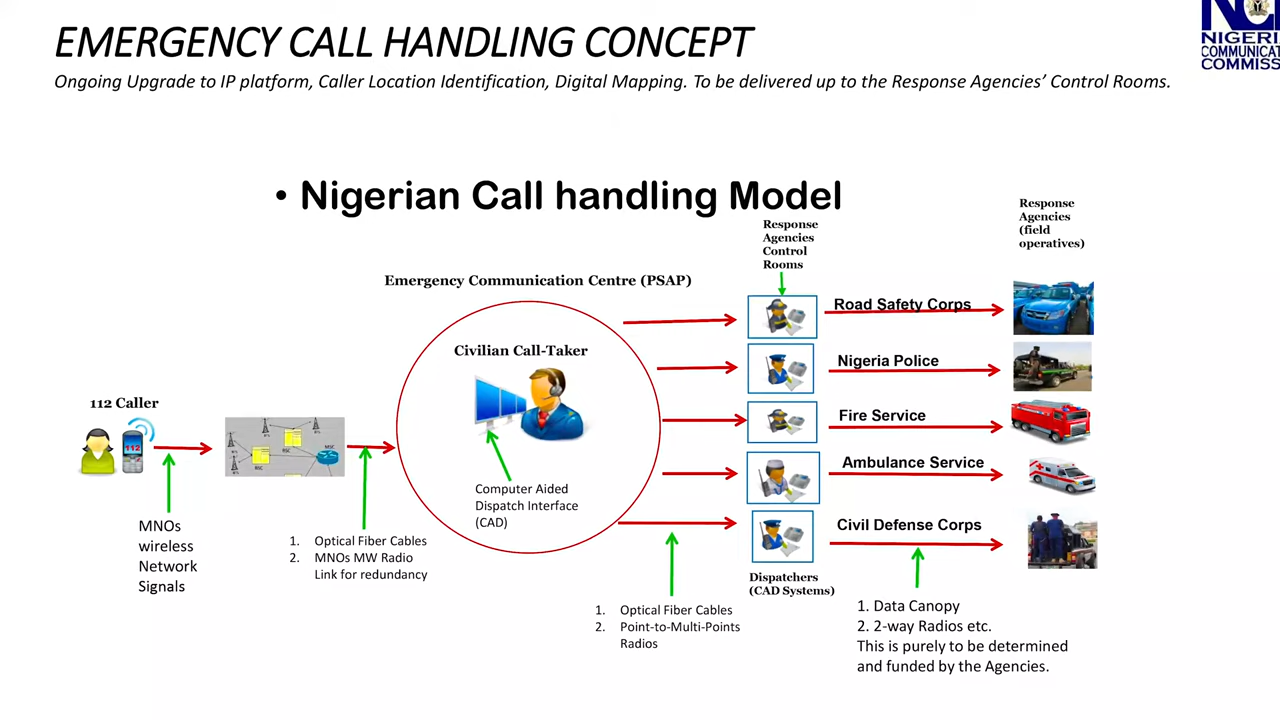 EMERGENCY CALL HANDLING CONCEPT
Ongoing Upgrade to IP platform, Caller Location Identification, Digital Mapping. To be delivered up to the Response Agencies’ Control Rooms.
NIGERI
COMMUNICAT
COMMISS
• Nigerian Call handling Model
Response
Agencies
(field
operatives)
Response
Agencies
Control
Rooms
Emergency Communication Centre (PSAP)
Road Safety Corps
Civilian Call-Taker
Nigeria Police
112 Caller
112
BSC
BSC
MSC
Fire Service
Ambulance Service
Computer Aided
Dispatch Interface
(CAD)
Civil Defense Corps
MNOs
wireless
Network
Signals
1. Optical Fiber Cables
2. MNOs MW Radio
Link for redundancy
Dispatchers
(CAD Systems)
1. Optical Fiber Cables
2. Point-to-Multi-Points
Radios
1. Data Canopy
2. 2-way Radios etc.
This is purely to be determined
and funded by the Agencies.